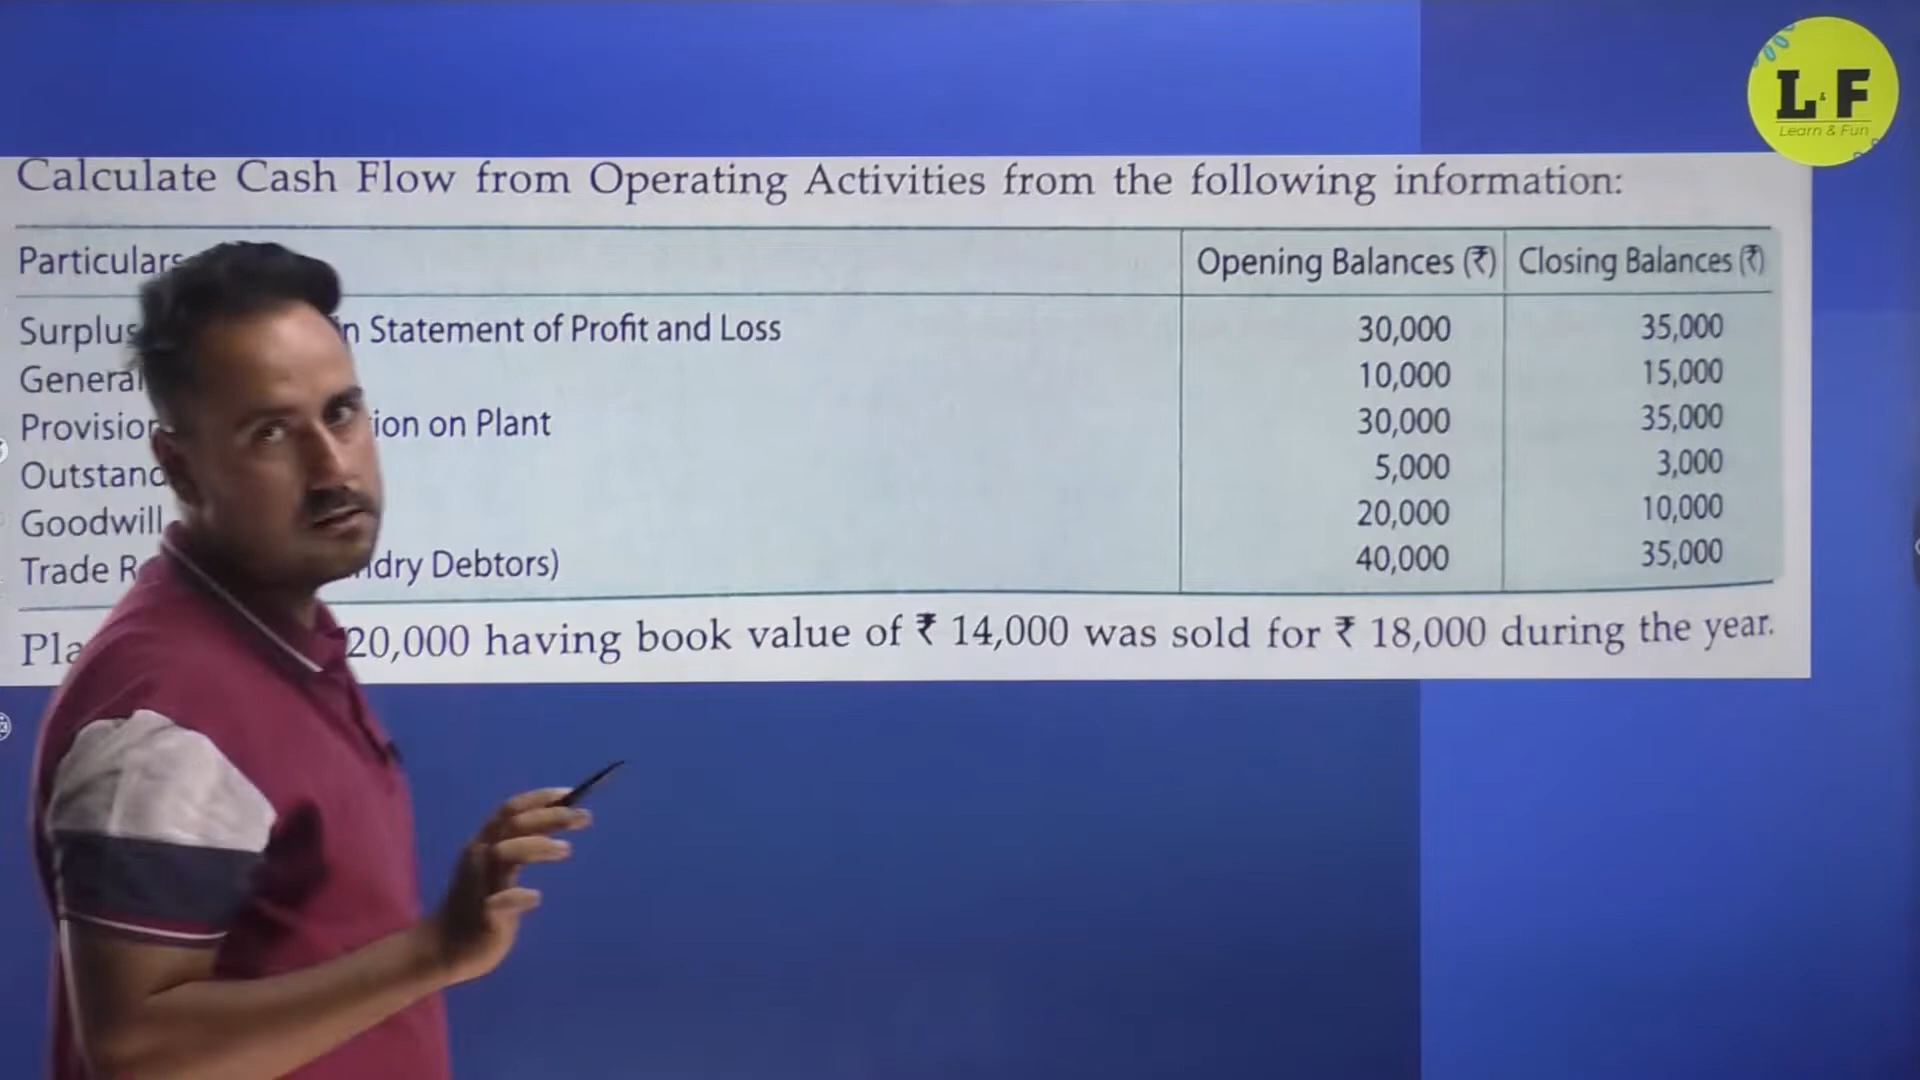 L&F
Learn & Fun
Calculate Cash Flow from Operating Activities from the following information:
Particulars Opening Balances (₹) Closing Balances (₹)
Surplus n Statement of Profit and Loss 30,000 35,000
General 10,000 15,000
Provision ion on Plant 30,000 35,000
Outstand 5,000 3,000
Goodwill 20,000 10,000
Trade R ndry Debtors) 40,000 35,000
Pla 20,000 having book value of ₹ 14,000 was sold for ₹ 18,000 during the year.